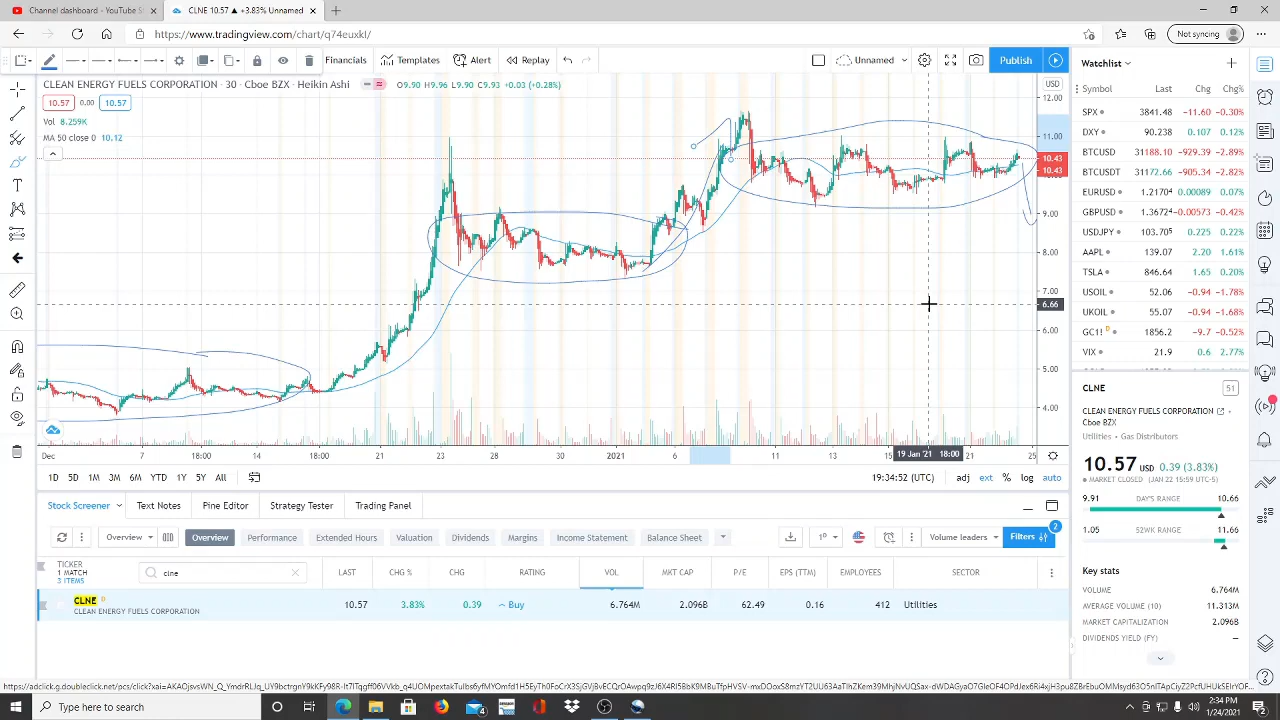 Channel dashboard - YouTube S
CLNE 10.57 ▲ +3.83% Unnamed
https://www.tradingview.com/chart/q74euxkl/
Not syncing
Financials
Templates
Alert
Replay
Unnamed
Publish
CLEAN ENERGY FUELS CORPORATION · 30 · Cboe BZX · Heikin Ashi
O9.90 H9.96 L9.90 C9.93 +0.03 (+0.28%)
10.57 0.00 10.57
Vol 8.259K
MA 50 close 0 10.12
USD
12.00
11.00
10.43
10.43
10.00
9.00
8.00
7.00
6.66
6.00
5.00
4.00
Dec 7 18:00 14 18:00 21 23 28 30 2021 6 11 13 15 19 Jan '21 18:00 21 25
1D 5D 1M 3M 6M YTD 1Y 5Y All
19:34:52 (UTC) adj ext % log auto
Watchlist
Symbol Last Chg Chg%
SPX 3841.48 −11.60 −0.30%
DXY 90.238 0.107 0.12%
BTCUSD 31188.10 −929.39 −2.89%
BTCUSDT 31172.66 −905.34 −2.82%
EURUSD 1.21704 0.00089 0.07%
GBPUSD 1.36724 −0.00573 −0.42%
USDJPY 103.705 0.225 0.22%
AAPL 139.07 2.20 1.61%
TSLA 846.64 1.65 0.20%
USOIL 52.06 −0.94 −1.78%
UKOIL 55.07 −0.94 −1.68%
GC1! D 1856.2 −9.7 −0.52%
VIX 21.9 0.6 2.77%
CLNE 51
CLEAN ENERGY FUELS CORPORATION
Cboe BZX
Utilities • Gas Distributors
10.57 USD 0.39 (3.83%)
MARKET CLOSED (JAN 22 15:59 UTC-5)
9.91 DAY'S RANGE 10.66
1.05 52WK RANGE 11.66
Key stats
VOLUME 6.764M
AVERAGE VOLUME (10) 11.313M
MARKET CAPITALIZATION 2.096B
DIVIDENDS YIELD (FY) —
Stock Screener
Text Notes
Pine Editor
Strategy Tester
Trading Panel
Overview
Overview Performance Extended Hours Valuation Dividends Margins Income Statement Balance Sheet
1D
Volume leaders
Filters
2
TICKER
1 MATCH
3 ITEMS
clne
LAST CHG % CHG RATING VOL MKT CAP P/E EPS (TTM) EMPLOYEES SECTOR
CLNE D
CLEAN ENERGY FUELS CORPORATION
10.57 3.83% 0.39 Buy 6.764M 2.096B 62.49 0.16 412 Utilities
Type here to search
2:34 PM
1/24/2021